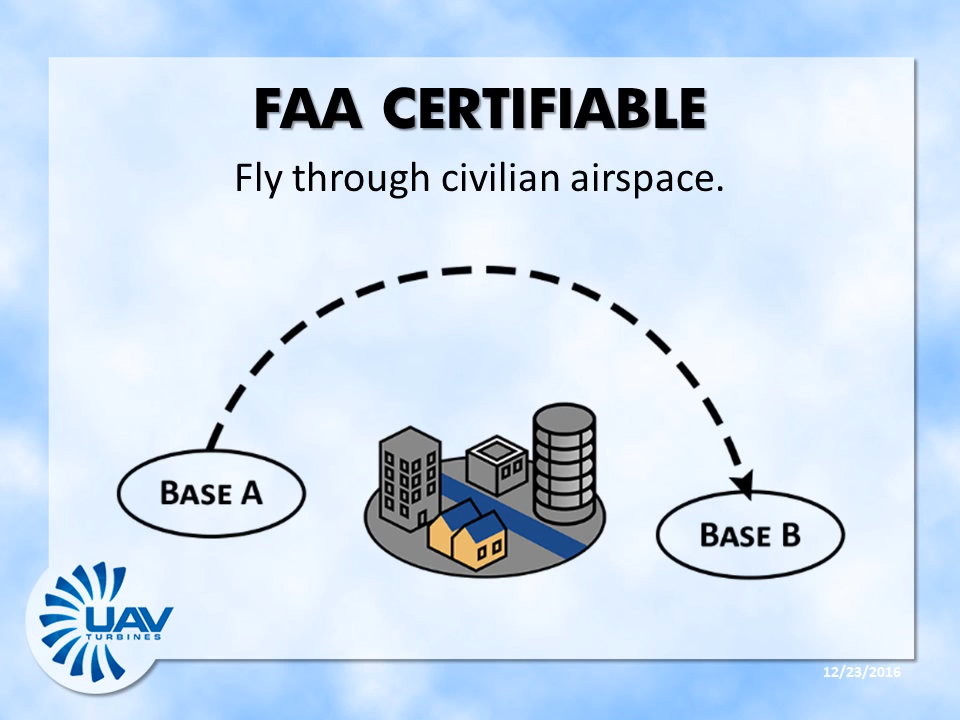 FAA CERTIFIABLE
Fly through civilian airspace.
BASE A
BASE B
UAV
TURBINES
12/23/2016